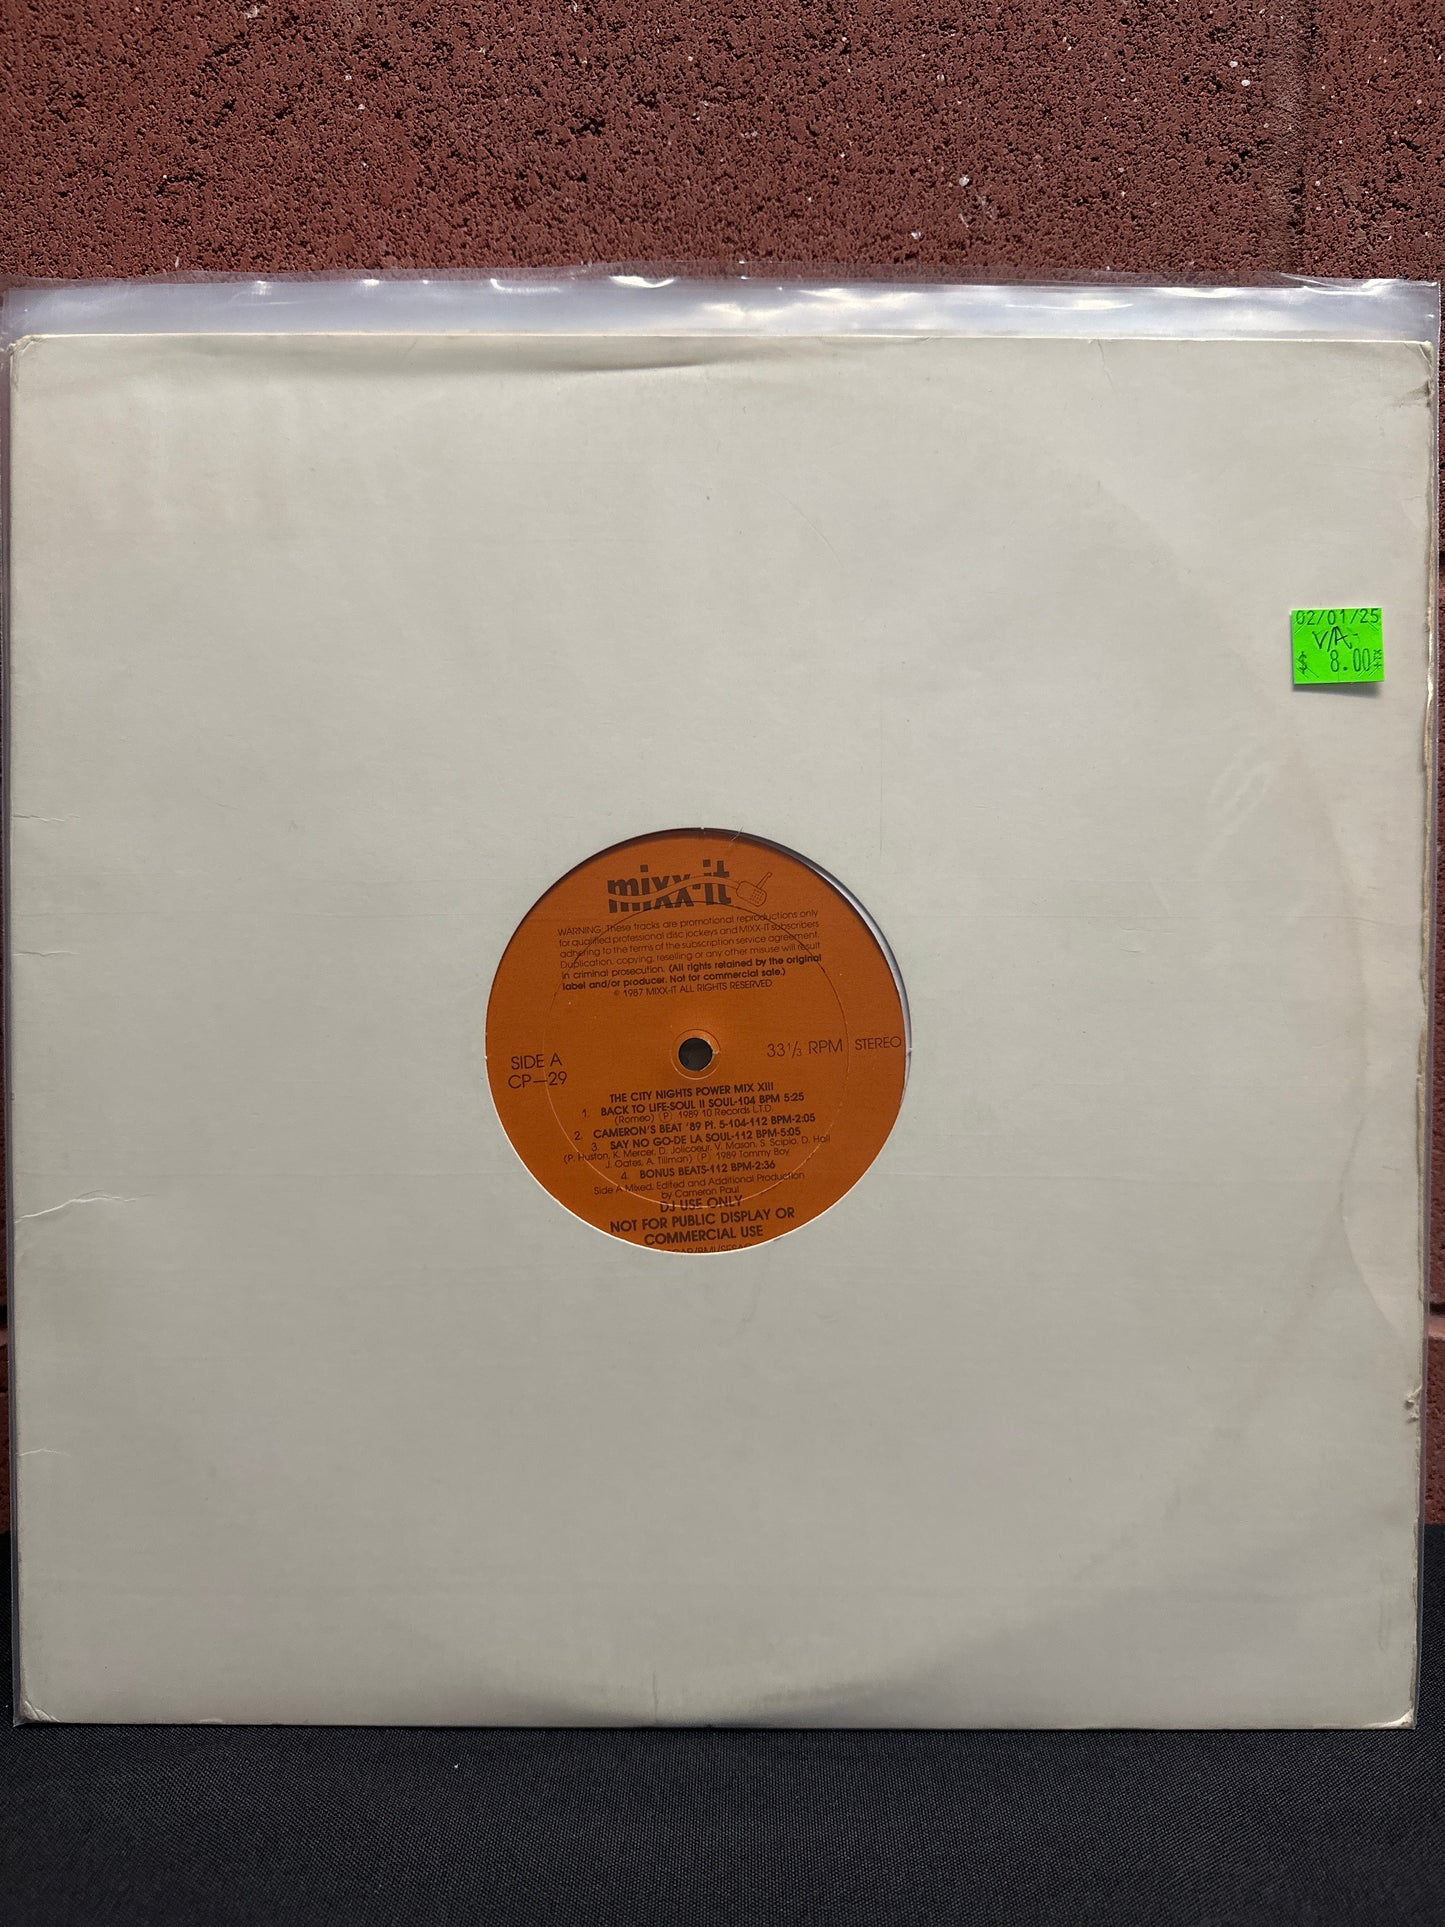 02/01/25
V/A-
$ 8.00
mixx-it
WARNING: These tracks are promotional reproductions only
for qualified professional disc jockeys and MIXX-IT subscribers
adhering to the terms of the subscription service agreement.
Duplication, copying, reselling or any other misuse will result
in criminal prosecution. (All rights retained by the original
label and/or producer. Not for commercial sale.)
© 1987 MIXX-IT ALL RIGHTS RESERVED
SIDE A
CP—29
33 1/3 RPM STEREO
THE CITY NIGHTS POWER MIX XIII
1. BACK TO LIFE-SOUL II SOUL-104 BPM 5:25
(Romeo) (P) 1989 10 Records L.T.D.
2. CAMERON'S BEAT '89 Pt. 5-104-112 BPM-2:05
3. SAY NO GO-DE LA SOUL-112 BPM-5:05
(P. Huston, K. Mercer, D. Jolicoeur, V. Mason, S. Scipio, D. Hall
J. Oates, A. Tillman) (P) 1989 Tommy Boy
4. BONUS BEATS-112 BPM-2:36
Side A Mixed, Edited and Additional Production
by Cameron Paul
DJ USE ONLY
NOT FOR PUBLIC DISPLAY OR
COMMERCIAL USE